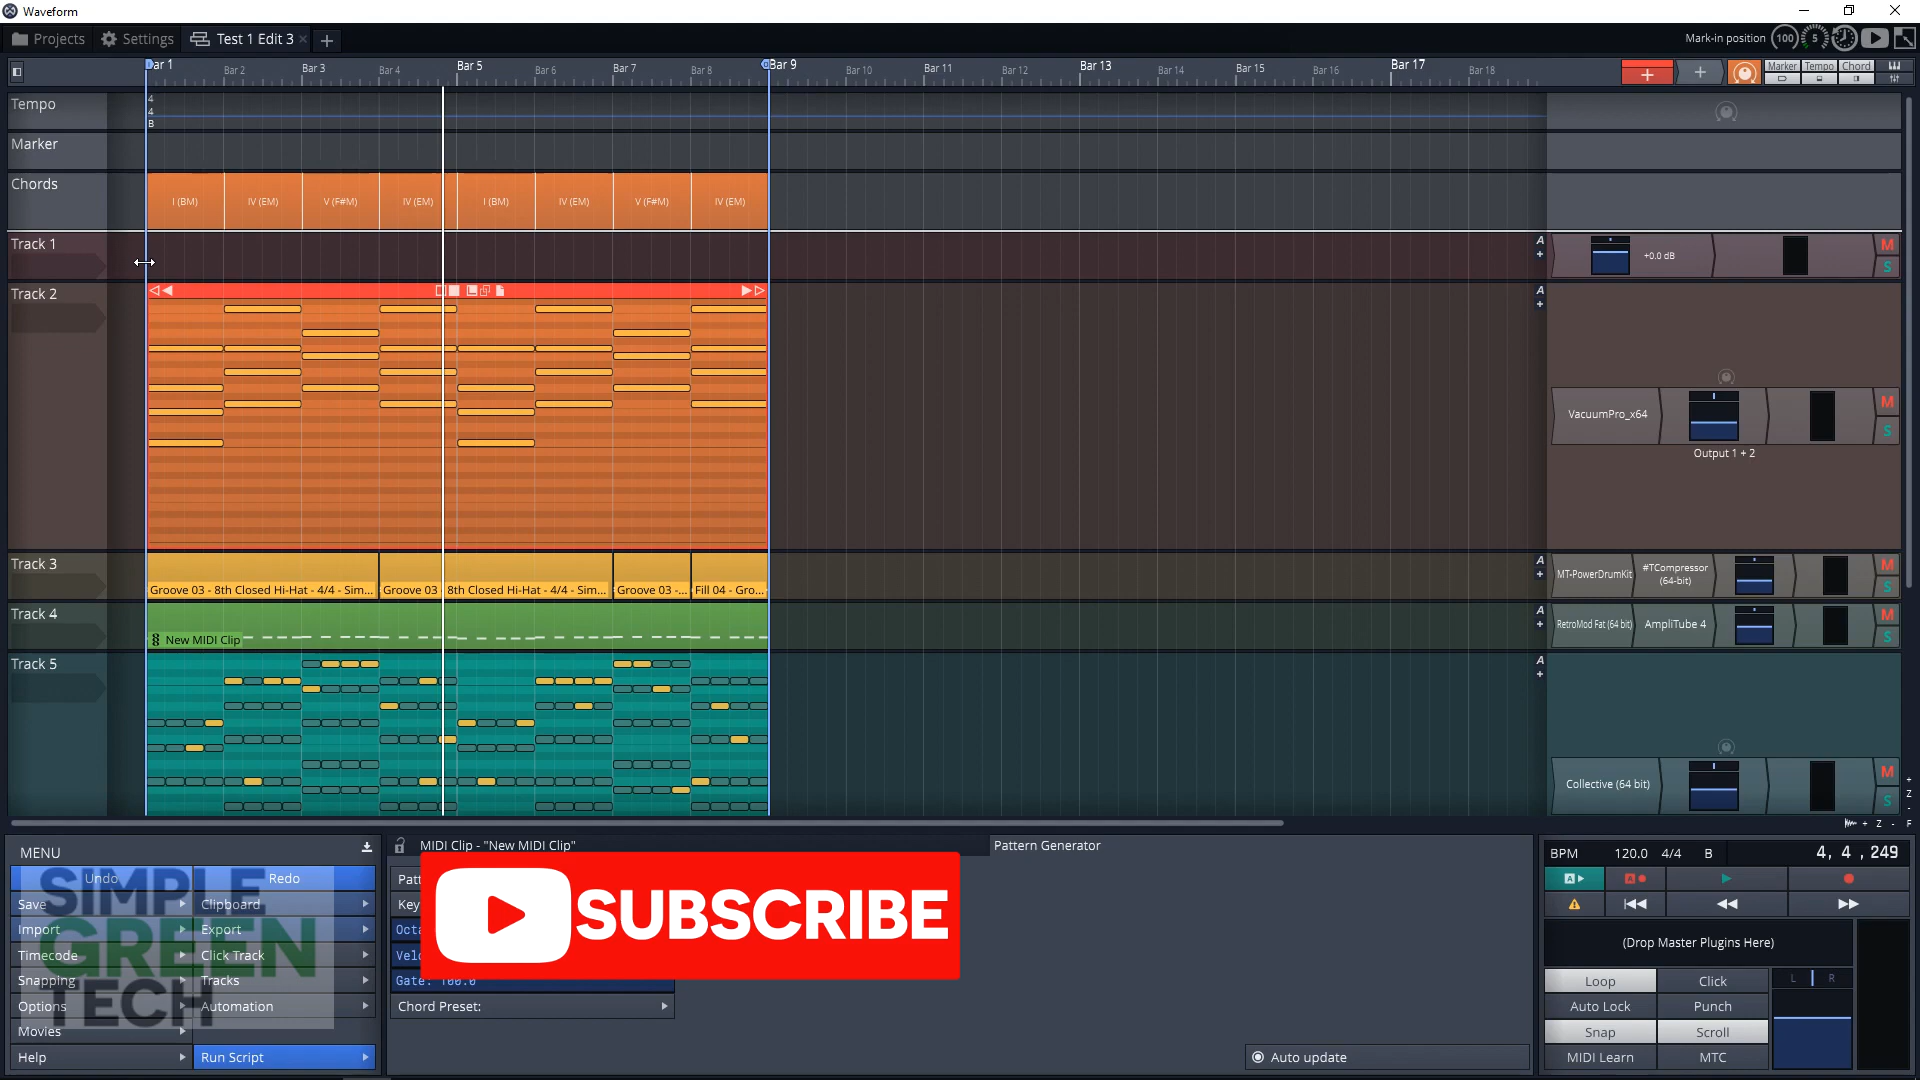 Waveform
Projects
Settings
Test 1 Edit 3
Mark-in position
100
5
Bar 1
Bar 2
Bar 3
Bar 4
Bar 5
Bar 6
Bar 7
Bar 8
Bar 9
Bar 10
Bar 11
Bar 12
Bar 13
Bar 14
Bar 15
Bar 16
Bar 17
Bar 18
Marker
Tempo
Chord
Tempo
4
4
B
Marker
Chords
I (BM)
IV (EM)
V (F#M)
IV (EM)
I (BM)
IV (EM)
V (F#M)
IV (EM)
Track 1
A
+0.0 dB
M
S
Track 2
A
VacuumPro_x64
M
S
Output 1 + 2
Track 3
Groove 03 - 8th Closed Hi-Hat - 4/4 - Sim...
Groove 03 - 8th Closed Hi-Hat - 4/4 - Sim...
Groove 03 -...
Fill 04 - Gro...
A
MT-PowerDrumKit
#TCompressor
(64-bit)
M
S
Track 4
New MIDI Clip
A
RetroMod Fat (64 bit)
AmpliTube 4
M
S
Track 5
A
Collective (64 bit)
M
S
Z
+ Z - F
MENU
Undo
Redo
Save
Clipboard
Import
Export
Timecode
Click Track
Snapping
Tracks
Options
Automation
Movies
Help
Run Script
SIMPLE
GREEN
TECH
MIDI Clip - "New MIDI Clip"
Pattern Generator
Patt
Key
Octa
Velo
Gate: 100.0
Chord Preset:
SUBSCRIBE
Auto update
BPM 120.0 4/4 B 4, 4 , 249
A
A
(Drop Master Plugins Here)
Loop
Click
L
R
Auto Lock
Punch
Snap
Scroll
MIDI Learn
MTC